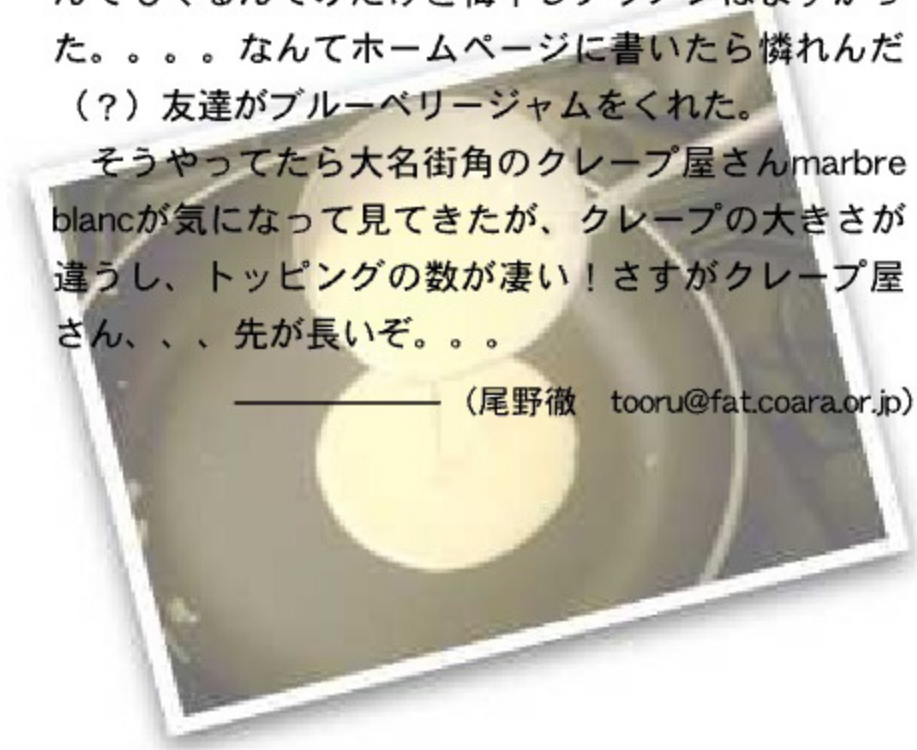 た。。。。なんてホームページに書いたら憐れんだ
（？）友達がブルーベリージャムをくれた。
　そうやってたら大名街角のクレープ屋さんmarbre
blancが気になって見てきたが、クレープの大きさが
違うし、トッピングの数が凄い！さすがクレープ屋
さん、、、先が長いぞ。。。
————（尾野徹　tooru@fat.coara.or.jp）